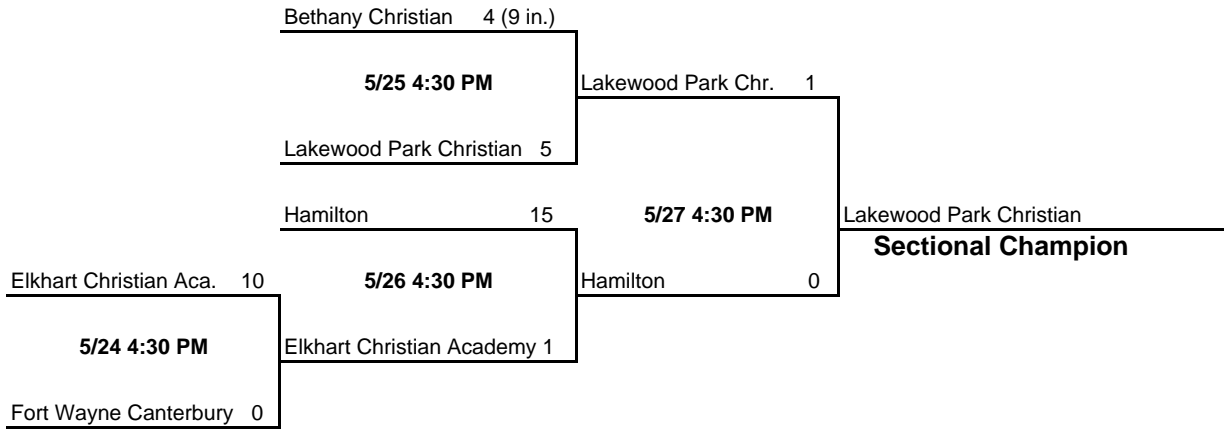 Bethany Christian 4 (9 in.)
5/25 4:30 PM
Lakewood Park Chr. 1
Lakewood Park Christian 5
Hamilton 15
5/27 4:30 PM
Lakewood Park Christian
Sectional Champion
Elkhart Christian Aca. 10
5/26 4:30 PM
Hamilton 0
5/24 4:30 PM
Elkhart Christian Academy 1
Fort Wayne Canterbury 0